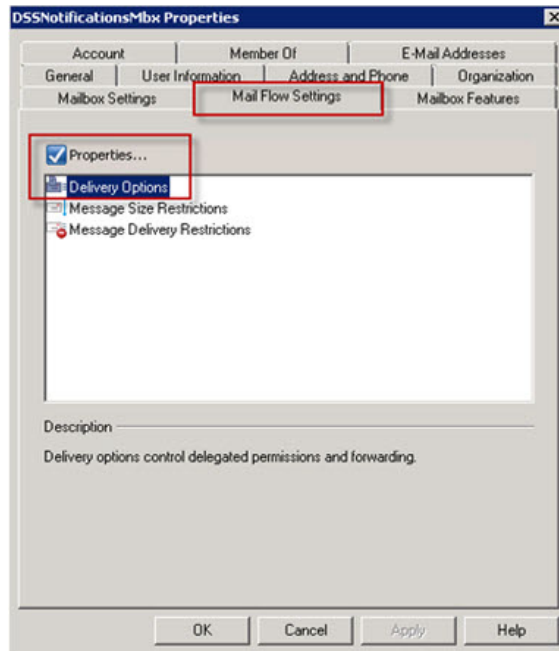 DSSNotificationsMbx Properties
Account Member Of E-Mail Addresses
General User Information Address and Phone Organization
Mailbox Settings Mail Flow Settings Mailbox Features
Properties...
Delivery Options
Message Size Restrictions
Message Delivery Restrictions
Description
Delivery options control delegated permissions and forwarding.
OK Cancel Apply Help